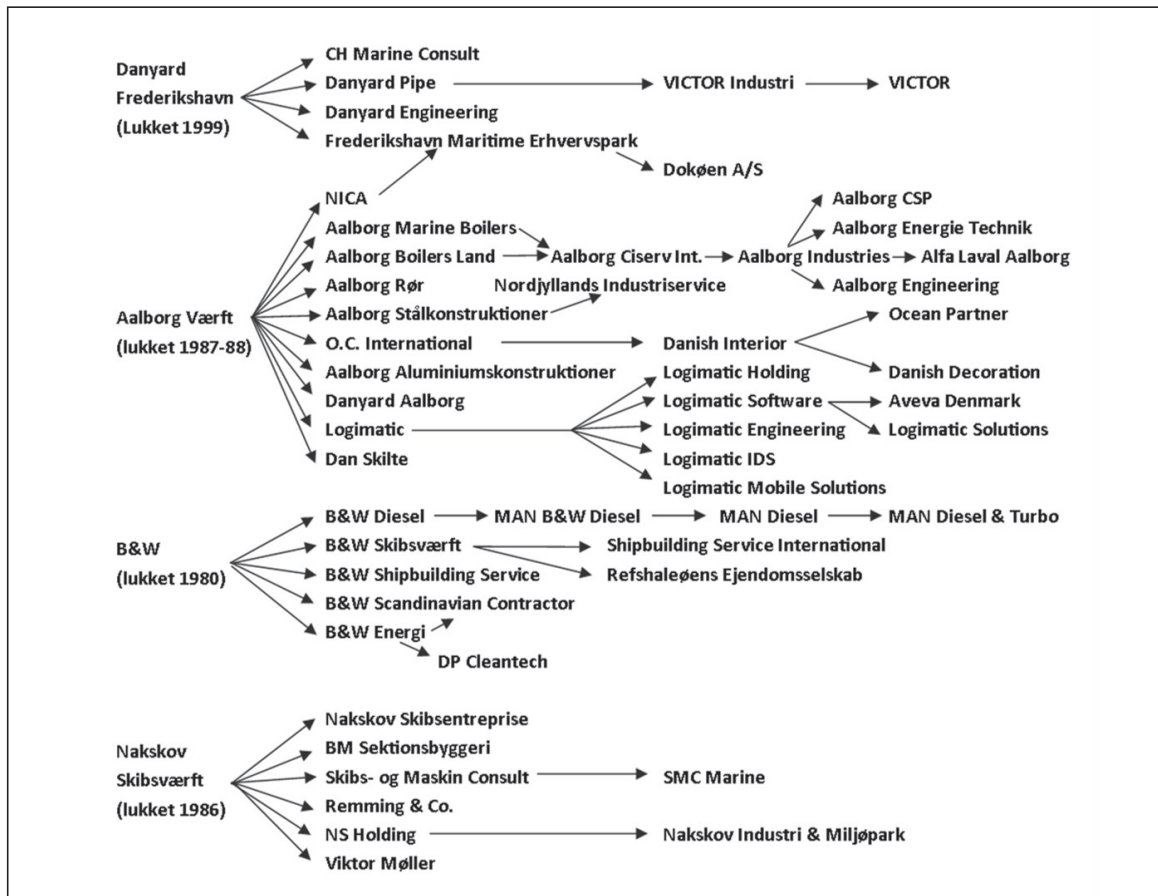 Danyard
Frederikshavn
(Lukket 1999)
CH Marine Consult
Danyard Pipe
VICTOR Industri
VICTOR
Danyard Engineering
Frederikshavn Maritime Erhvervspark
Dokøen A/S
Aalborg Værft
(lukket 1987-88)
NICA
Aalborg Marine Boilers
Aalborg Boilers Land
Aalborg Ciserv Int.
Aalborg Industries
Aalborg CSP
Aalborg Energie Technik
Alfa Laval Aalborg
Aalborg Engineering
Aalborg Rør
Nordjyllands Industriservice
Aalborg Stålkonstruktioner
O.C. International
Danish Interior
Ocean Partner
Danish Decoration
Aalborg Aluminiumskonstruktioner
Danyard Aalborg
Logimatic
Logimatic Holding
Logimatic Software
Aveva Denmark
Logimatic Solutions
Logimatic Engineering
Logimatic IDS
Logimatic Mobile Solutions
Dan Skilte
B&W
(lukket 1980)
B&W Diesel
MAN B&W Diesel
MAN Diesel
MAN Diesel & Turbo
B&W Skibsværft
Shipbuilding Service International
Refshaleøens Ejendomsselskab
B&W Shipbuilding Service
B&W Scandinavian Contractor
B&W Energi
DP Cleantech
Nakskov
Skibsværft
(lukket 1986)
Nakskov Skibsentreprise
BM Sektionsbyggeri
Skibs- og Maskin Consult
SMC Marine
Remming & Co.
NS Holding
Nakskov Industri & Miljøpark
Viktor Møller